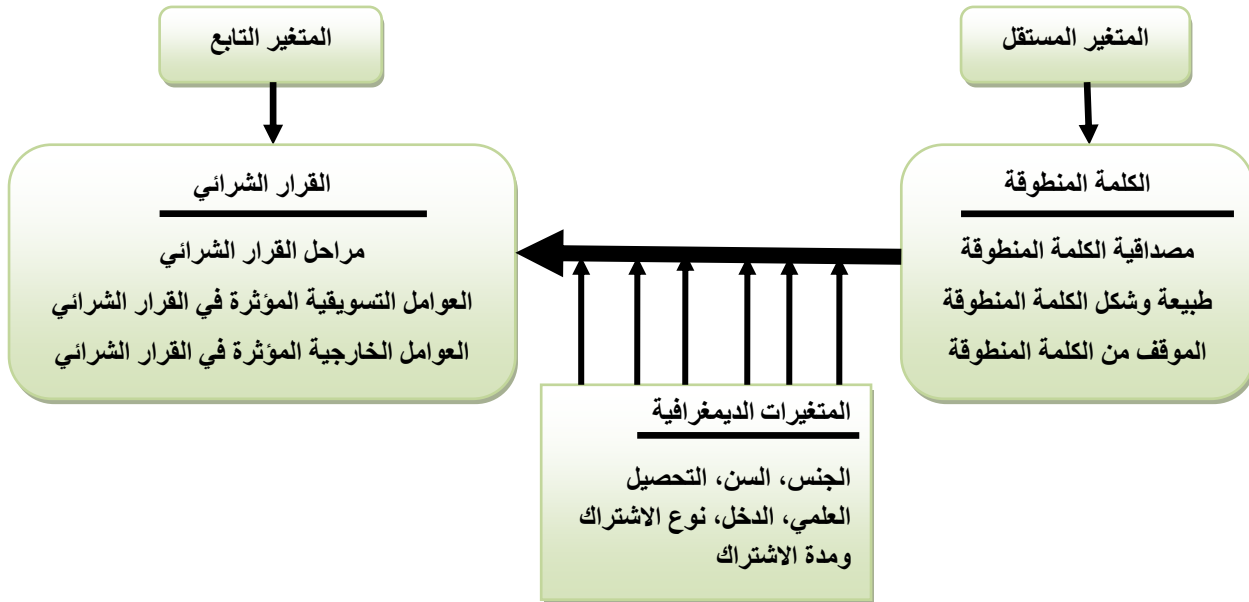 المتغير المستقل
المتغير التابع
الكلمة المنطوقة
مصداقية الكلمة المنطوقة
طبيعة وشكل الكلمة المنطوقة
الموقف من الكلمة المنطوقة
القرار الشرائي
مراحل القرار الشرائي
العوامل التسويقية المؤثرة في القرار الشرائي
العوامل الخارجية المؤثرة في القرار الشرائي
المتغيرات الديمغرافية
الجنس، السن، التحصيل
العلمي، الدخل، نوع الاشتراك
ومدة الاشتراك